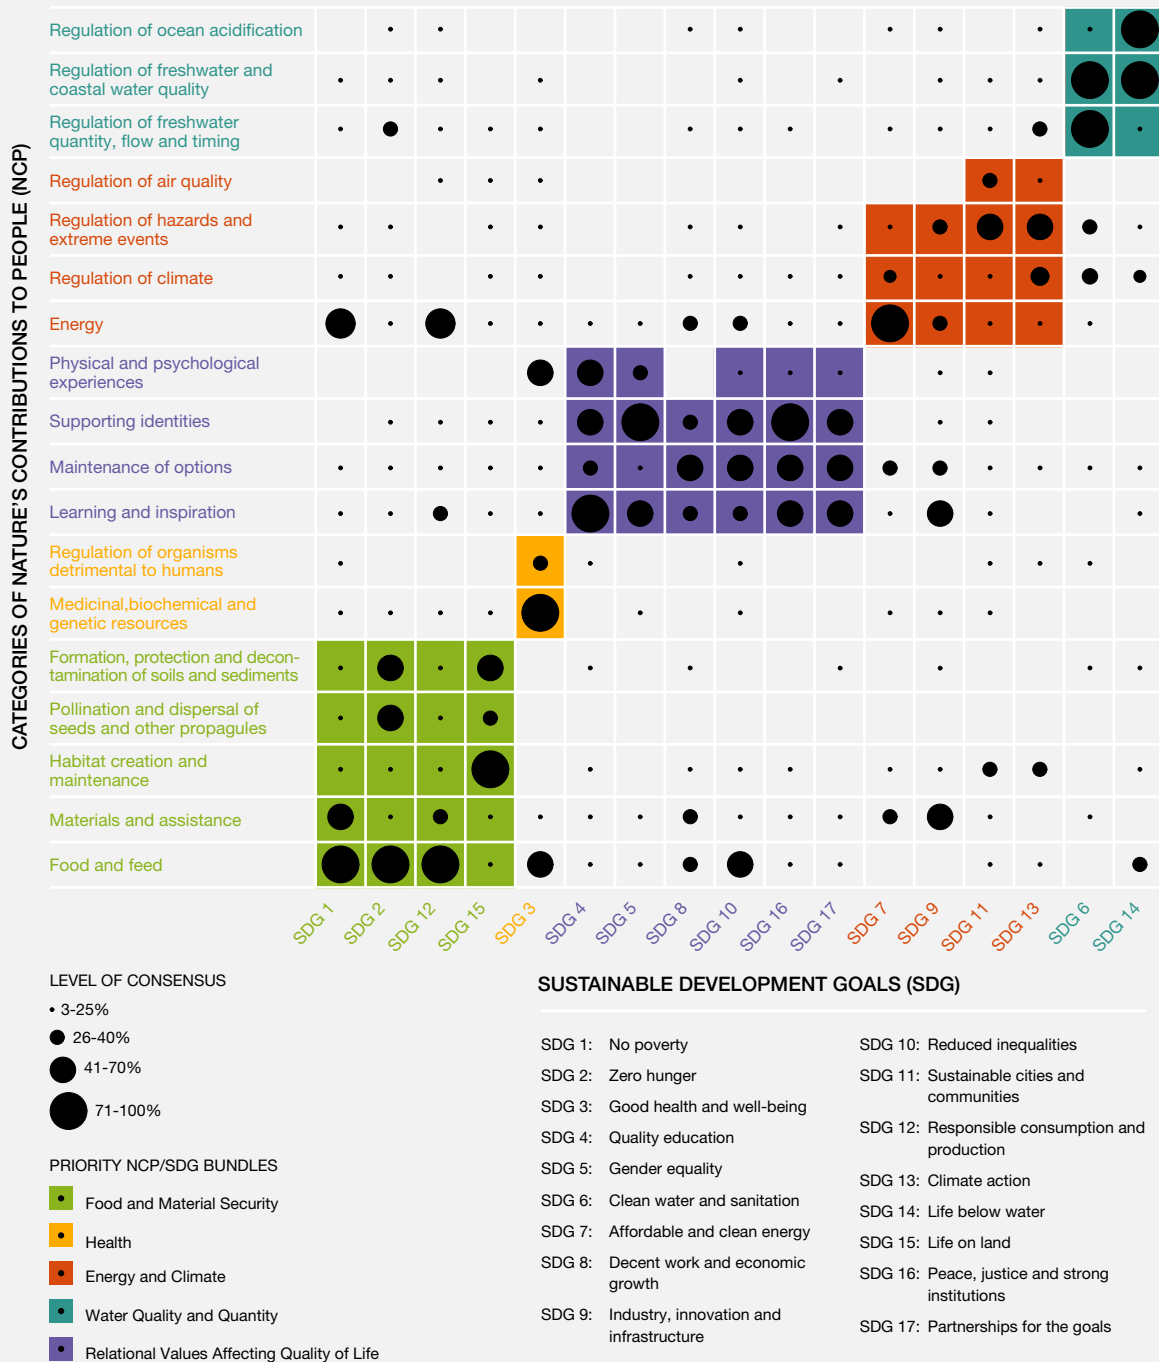 CATEGORIES OF NATURE'S CONTRIBUTIONS TO PEOPLE (NCP)
Regulation of ocean acidification
Regulation of freshwater and
coastal water quality
Regulation of freshwater
quantity, flow and timing
Regulation of air quality
Regulation of hazards and
extreme events
Regulation of climate
Energy
Physical and psychological
experiences
Supporting identities
Maintenance of options
Learning and inspiration
Regulation of organisms
detrimental to humans
Medicinal,biochemical and
genetic resources
Formation, protection and decon-
tamination of soils and sediments
Pollination and dispersal of
seeds and other propagules
Habitat creation and
maintenance
Materials and assistance
Food and feed
SDG 1
SDG 2
SDG 12
SDG 15
SDG 3
SDG 4
SDG 5
SDG 8
SDG 10
SDG 16
SDG 17
SDG 7
SDG 9
SDG 11
SDG 13
SDG 6
SDG 14
LEVEL OF CONSENSUS
3-25%
26-40%
41-70%
71-100%
PRIORITY NCP/SDG BUNDLES
Food and Material Security
Health
Energy and Climate
Water Quality and Quantity
Relational Values Affecting Quality of Life
SUSTAINABLE DEVELOPMENT GOALS (SDG)
SDG 1: No poverty
SDG 2: Zero hunger
SDG 3: Good health and well-being
SDG 4: Quality education
SDG 5: Gender equality
SDG 6: Clean water and sanitation
SDG 7: Affordable and clean energy
SDG 8: Decent work and economic
growth
SDG 9: Industry, innovation and
infrastructure
SDG 10: Reduced inequalities
SDG 11: Sustainable cities and
communities
SDG 12: Responsible consumption and
production
SDG 13: Climate action
SDG 14: Life below water
SDG 15: Life on land
SDG 16: Peace, justice and strong
institutions
SDG 17: Partnerships for the goals